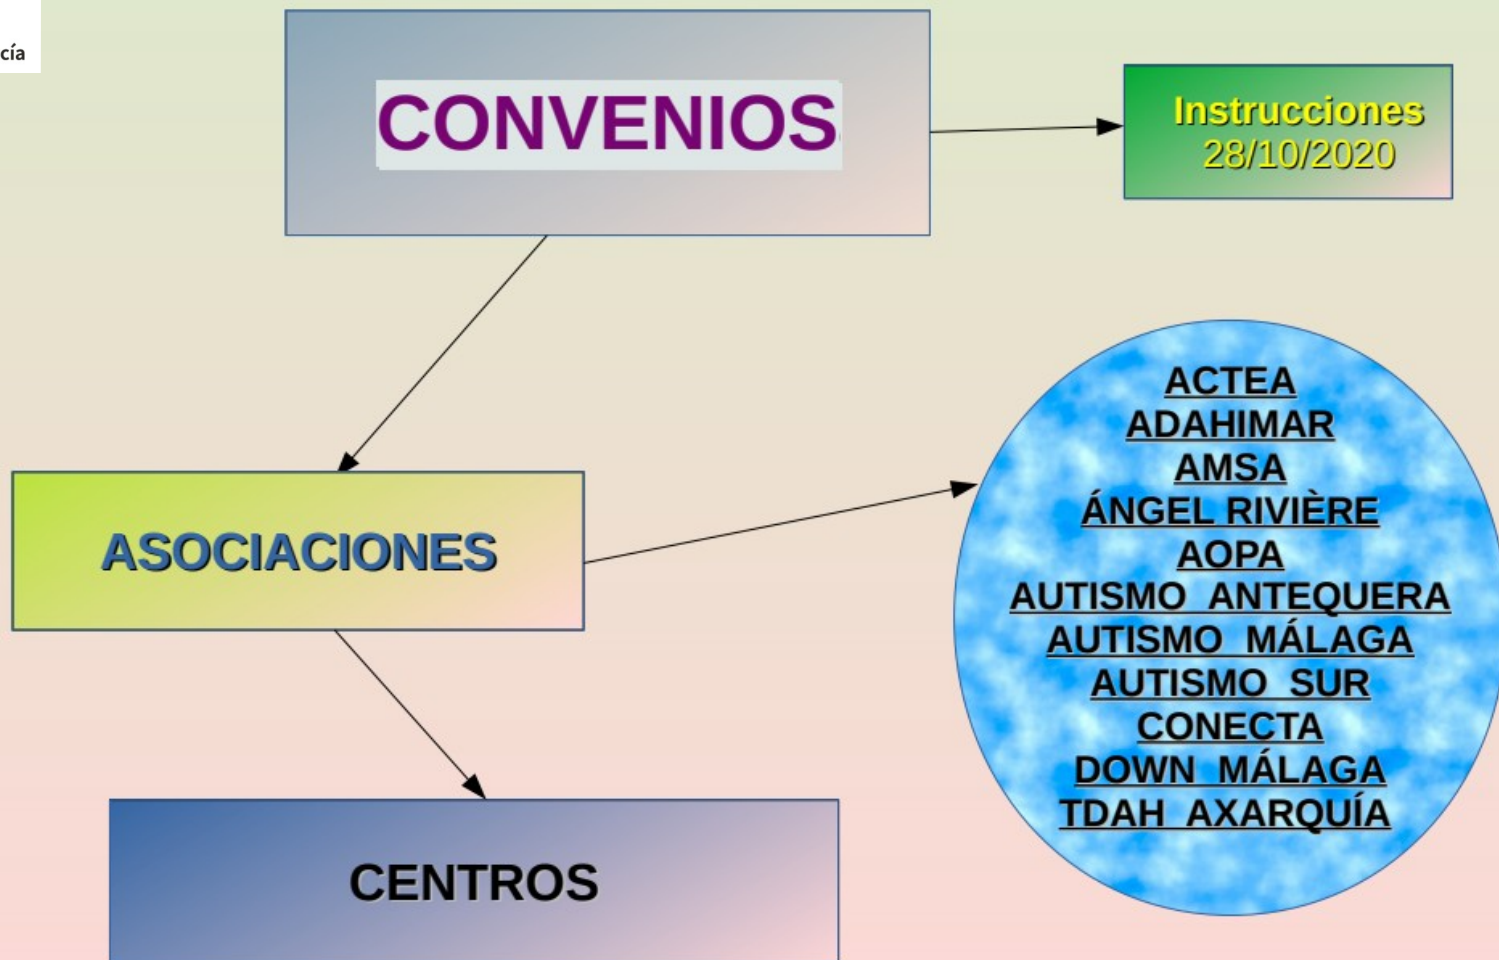 cía
CONVENIOS
Instrucciones
28/10/2020
ACTEA
ADAHIMAR
AMSA
ÁNGEL RIVIÈRE
AOPA
AUTISMO ANTEQUERA
AUTISMO MÁLAGA
AUTISMO SUR
CONECTA
DOWN MÁLAGA
TDAH AXARQUÍA
ASOCIACIONES
CENTROS